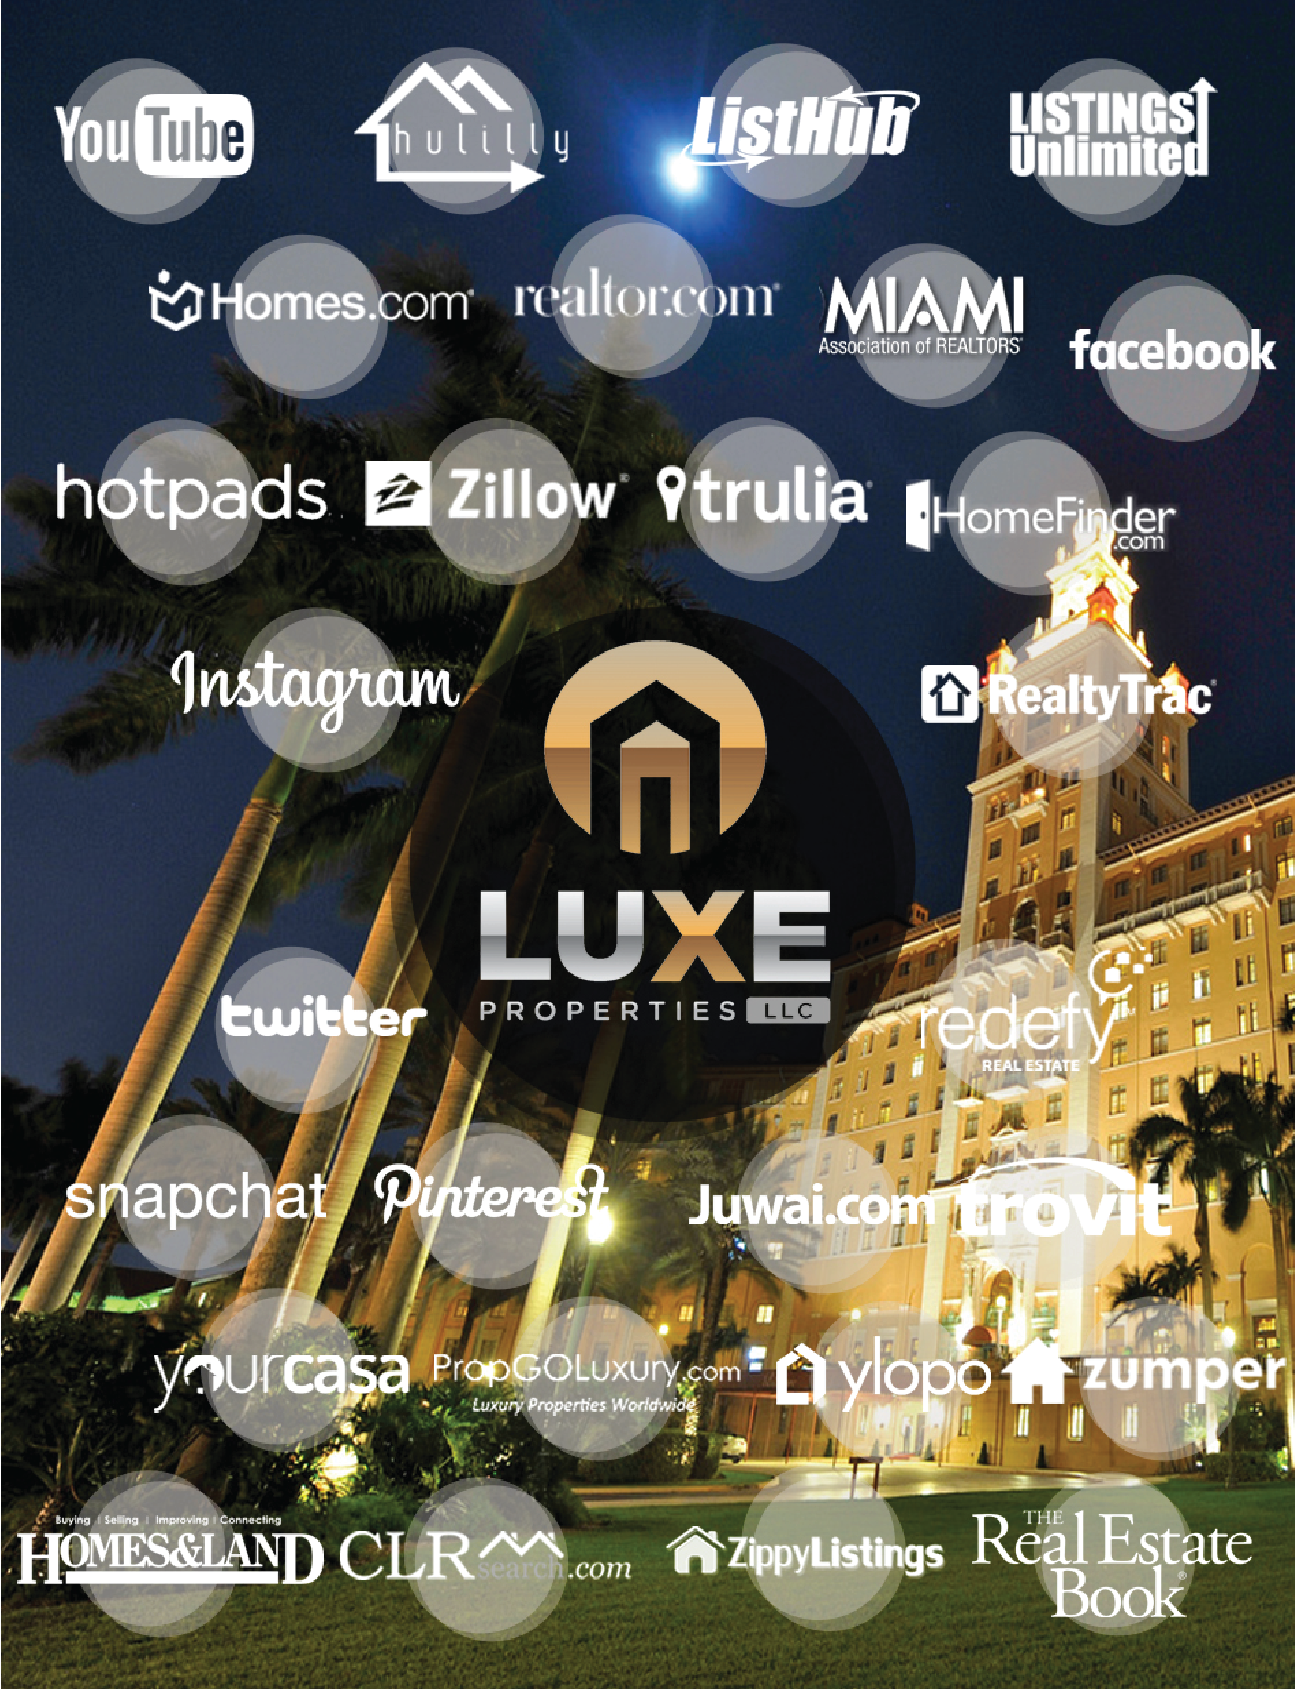 YouTube
hulilly
ListHub
LISTINGS
Unlimited
Homes.com
realtor.com®
MIAMI
Association of REALTORS®
facebook
hotpads
Zillow®
trulia
HomeFinder
.com
Instagram
RealtyTrac®
LUXE
PROPERTIES LLC
twitter
redefy
REAL ESTATE
snapchat
Pinterest
Juwai.com
trovit
yourcasa
PropGOLuxury.com
Luxury Properties Worldwide
ylopo
zumper
Buying | Selling | Improving | Connecting
HOMES&LAND
CLR
search.com
ZippyListings
THE
Real Estate
Book®